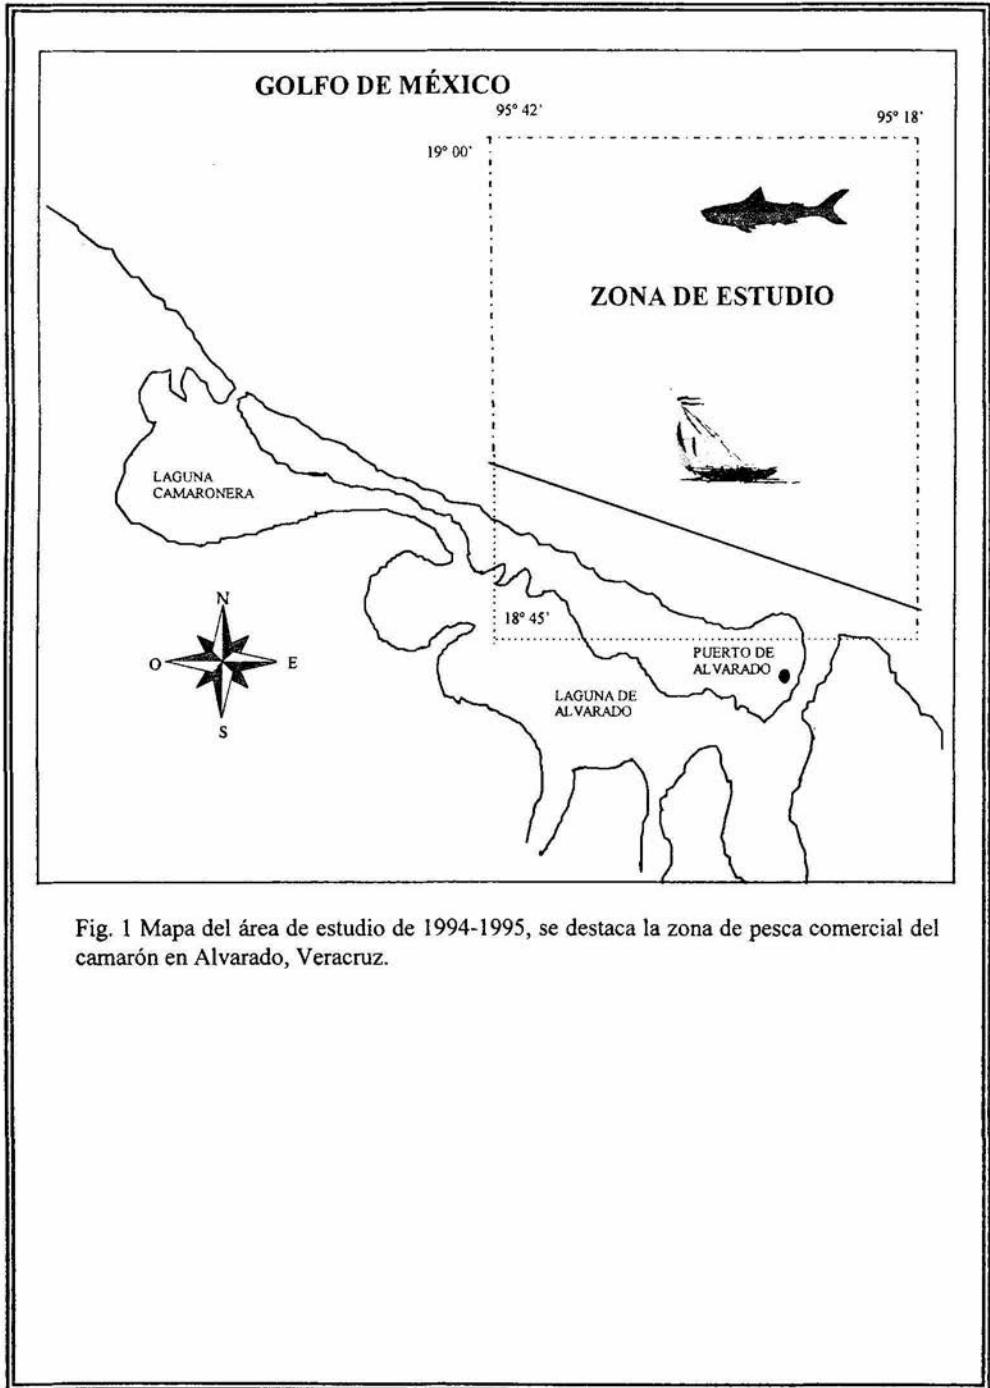 GOLFO DE MÉXICO
95° 42'
95° 18'
19° 00'
ZONA DE ESTUDIO
LAGUNA
CAMARONERA
18° 45'
N
O
E
S
PUERTO DE
ALVARADO
LAGUNA DE
ALVARADO
Fig. 1 Mapa del área de estudio de 1994-1995, se destaca la zona de pesca comercial del
camarón en Alvarado, Veracruz.